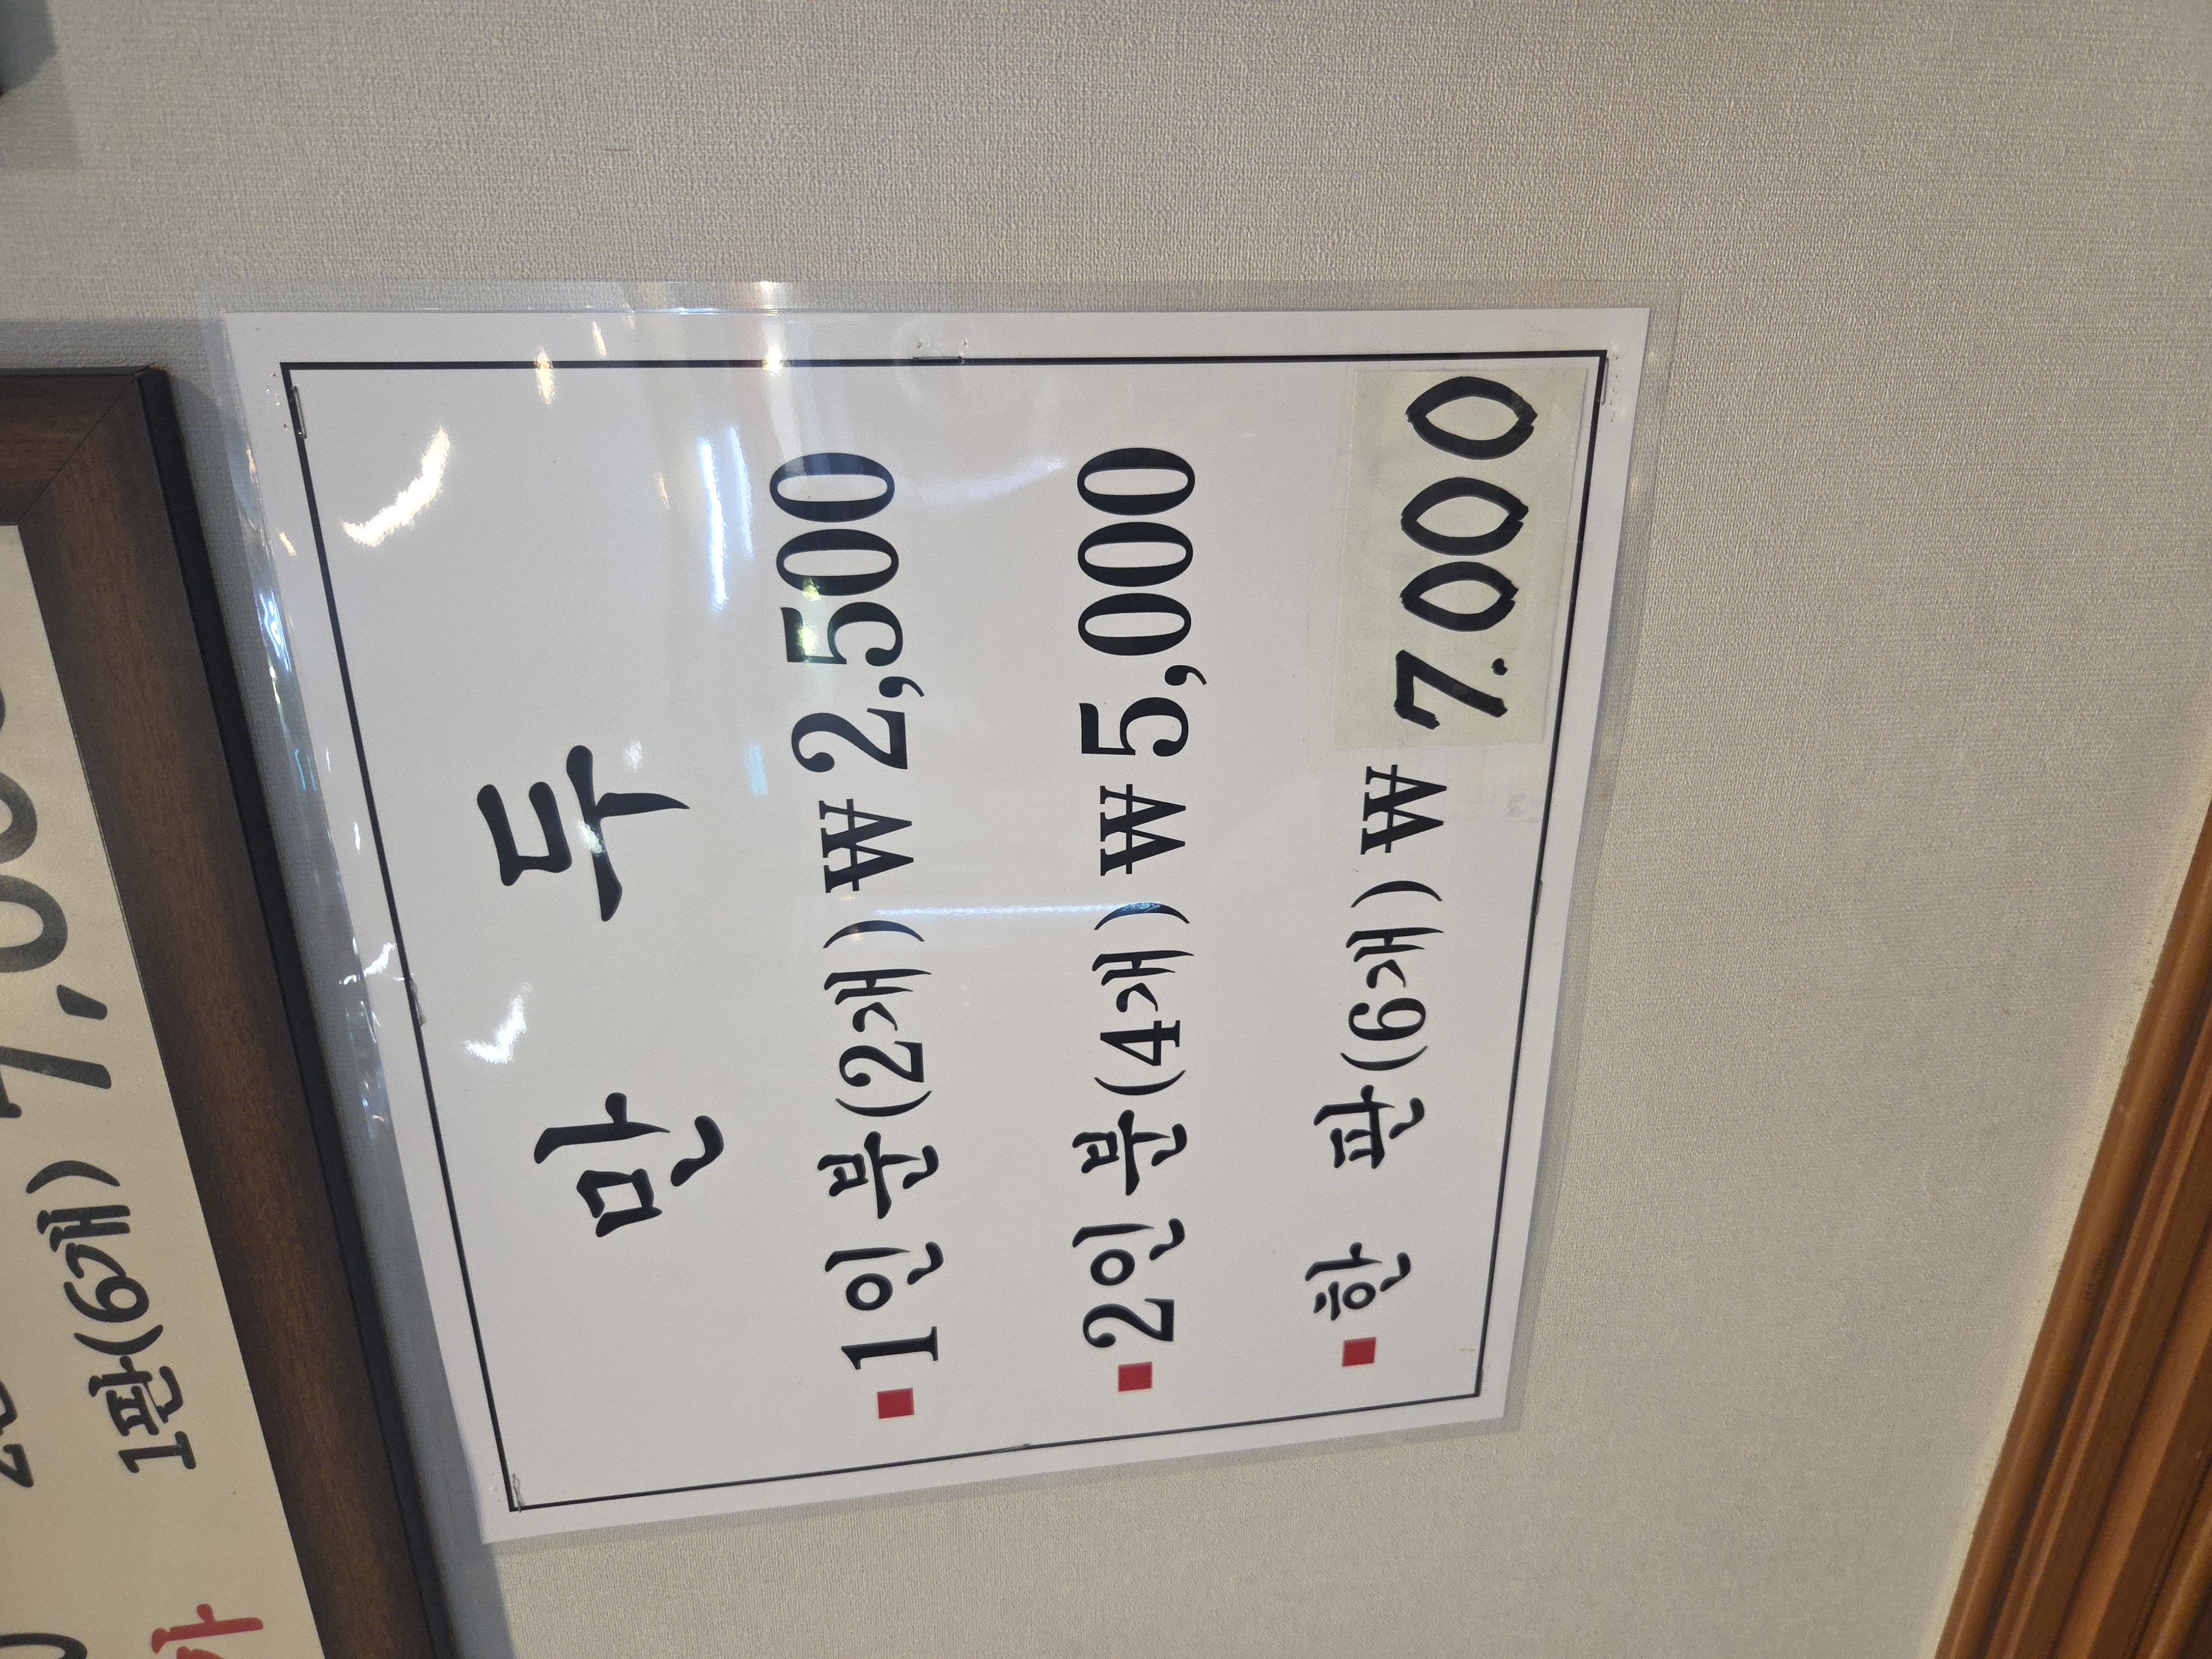 만 두
■1인분(2개) ₩ 2,500
■2인분(4개) ₩ 5,000
■한 판(6개) ₩ 7.000
1판(6개) 7,0